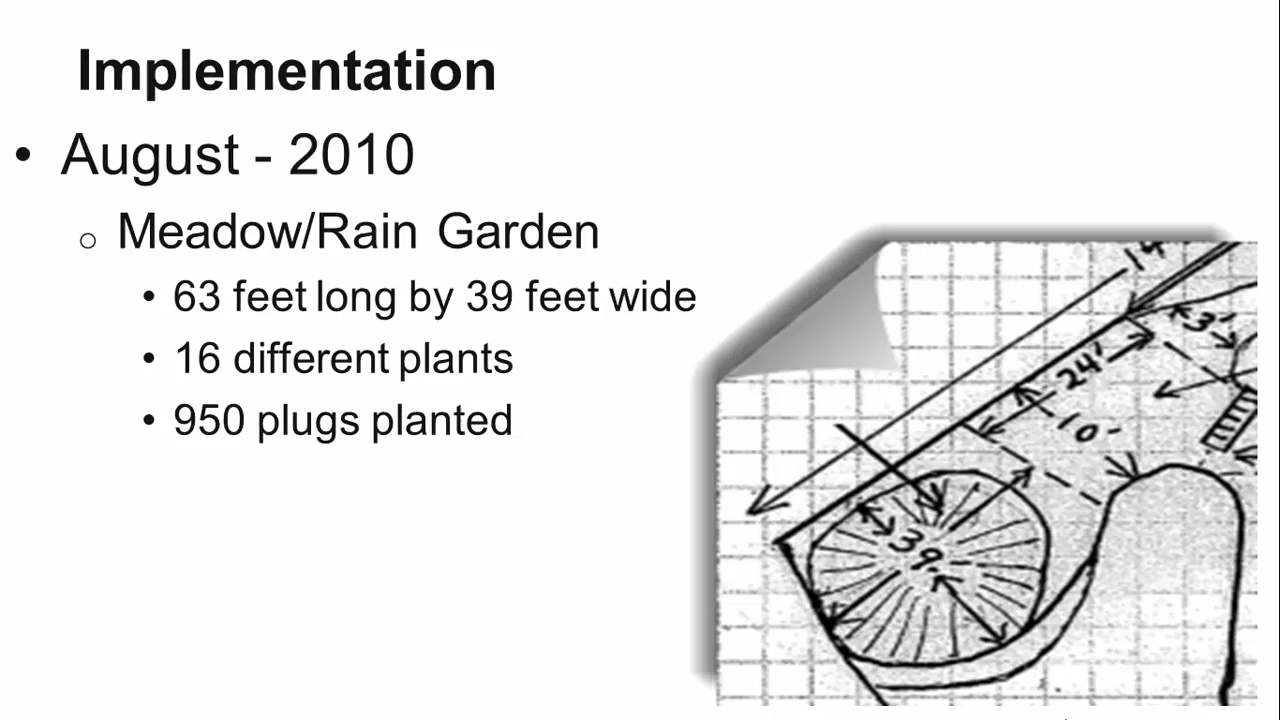 Implementation
• August - 2010
○ Meadow/Rain Garden
• 63 feet long by 39 feet wide
• 16 different plants
• 950 plugs planted
14
3'
24'
10'
39